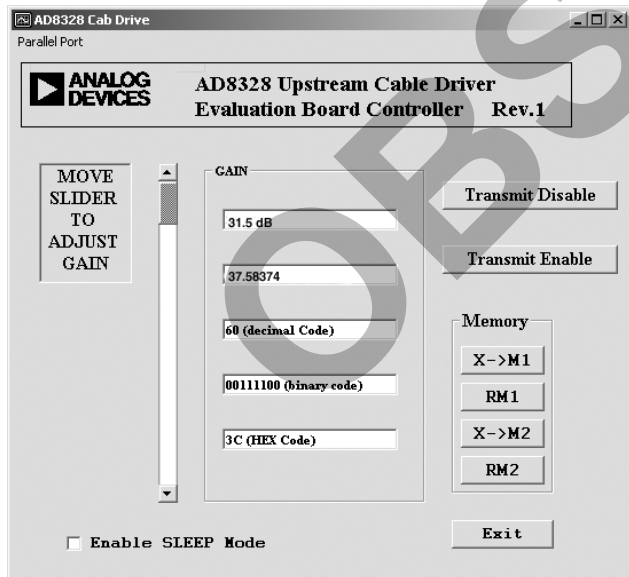 AD8328 Cab Drive
Parallel Port
ANALOG
DEVICES
AD8328 Upstream Cable Driver
Evaluation Board Controller Rev.1
MOVE
SLIDER
TO
ADJUST
GAIN
GAIN
31.5 dB
37.58374
60 (decimal Code)
00111100 (binary code)
3C (HEX Code)
Transmit Disable
Transmit Enable
Memory
X->M1
RM1
X->M2
RM2
Enable SLEEP Mode
Exit
OBS